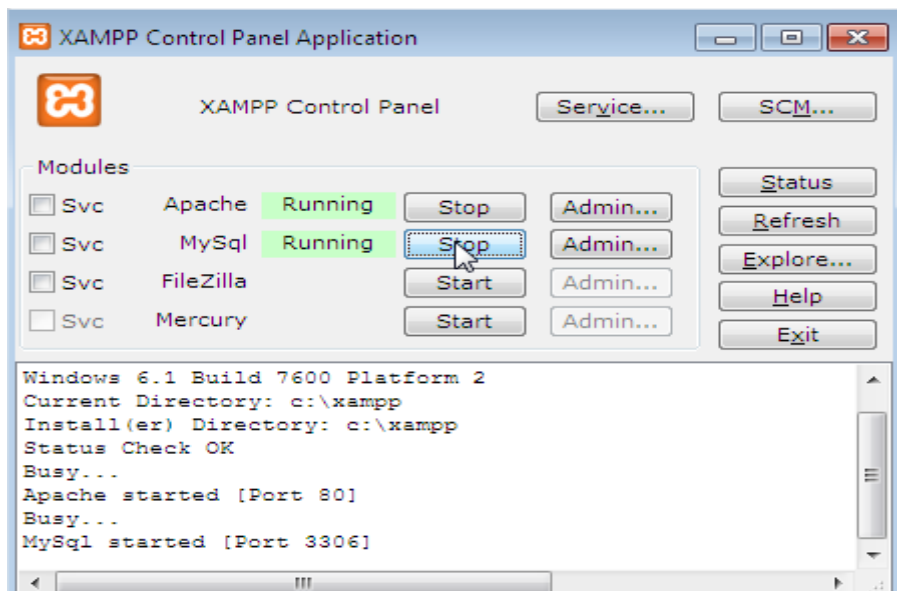 XAMPP Control Panel Application
XAMPP Control Panel Service... SCM...
Modules
Svc Apache Running Stop Admin...
Svc MySql Running Stop Admin...
Svc FileZilla Start Admin...
Svc Mercury Start Admin...
Status
Refresh
Explore...
Help
Exit
Windows 6.1 Build 7600 Platform 2
Current Directory: c:\xampp
Install(er) Directory: c:\xampp
Status Check OK
Busy...
Apache started [Port 80]
Busy...
MySql started [Port 3306]